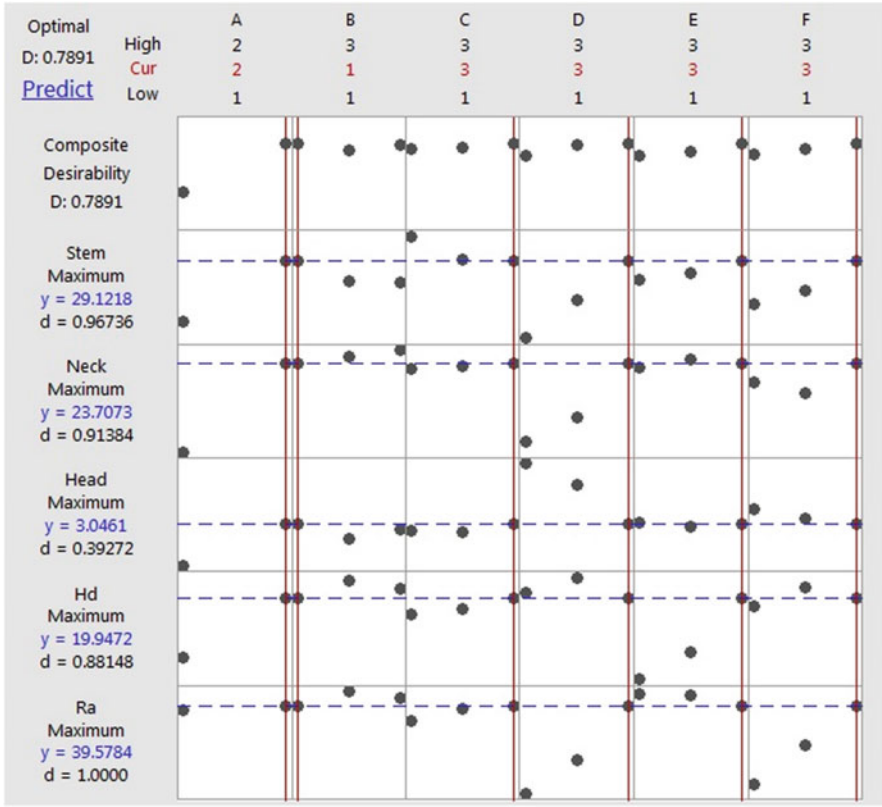 Optimal
D: 0.7891
Predict
High
Cur
Low
A
2
2
1
B
3
1
1
C
3
3
1
D
3
3
1
E
3
3
1
F
3
3
1
Composite
Desirability
D: 0.7891
Stem
Maximum
y = 29.1218
d = 0.96736
Neck
Maximum
y = 23.7073
d = 0.91384
Head
Maximum
y = 3.0461
d = 0.39272
Hd
Maximum
y = 19.9472
d = 0.88148
Ra
Maximum
y = 39.5784
d = 1.0000